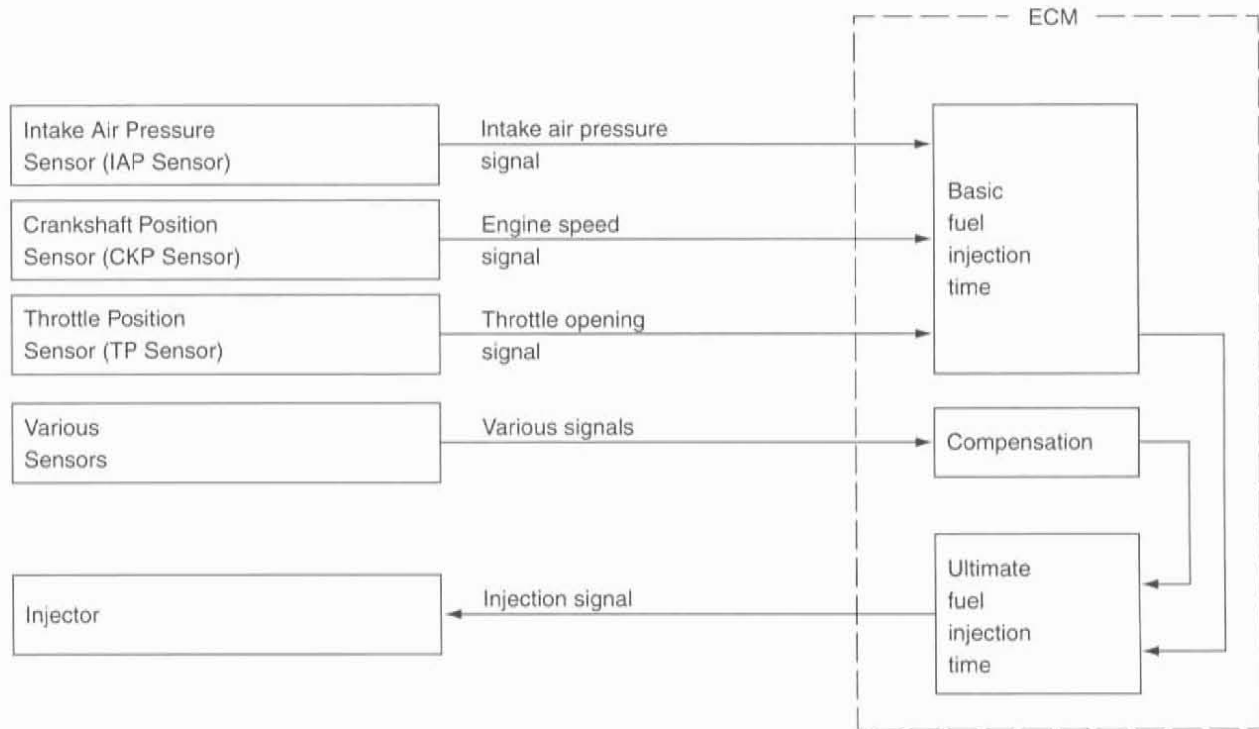 ECM
Intake Air Pressure
Sensor (IAP Sensor)
Intake air pressure
signal
Crankshaft Position
Sensor (CKP Sensor)
Engine speed
signal
Throttle Position
Sensor (TP Sensor)
Throttle opening
signal
Basic
fuel
injection
time
Various
Sensors
Various signals
Compensation
Injector
Injection signal
Ultimate
fuel
injection
time